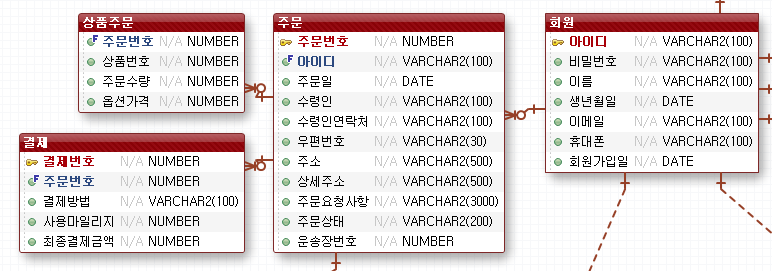 상품주문
주문번호 N/A NUMBER
상품번호 N/A NUMBER
주문수량 N/A NUMBER
옵션가격 N/A NUMBER
결제
결제번호 N/A NUMBER
주문번호 N/A NUMBER
결제방법 N/A VARCHAR2(100)
사용마일리지 N/A NUMBER
최종결제금액 N/A NUMBER
주문
주문번호 N/A NUMBER
아이디 N/A VARCHAR2(100)
주문일 N/A DATE
수령인 N/A VARCHAR2(100)
수령인연락처 N/A VARCHAR2(100)
우편번호 N/A VARCHAR2(30)
주소 N/A VARCHAR2(500)
상세주소 N/A VARCHAR2(500)
주문요청사항 N/A VARCHAR2(3000)
주문상태 N/A VARCHAR2(200)
운송장번호 N/A NUMBER
회원
아이디 N/A VARCHAR2(100)
비밀번호 N/A VARCHAR2(100)
이름 N/A VARCHAR2(100)
생년월일 N/A DATE
이메일 N/A VARCHAR2(100)
휴대폰 N/A VARCHAR2(100)
회원가입일 N/A DATE